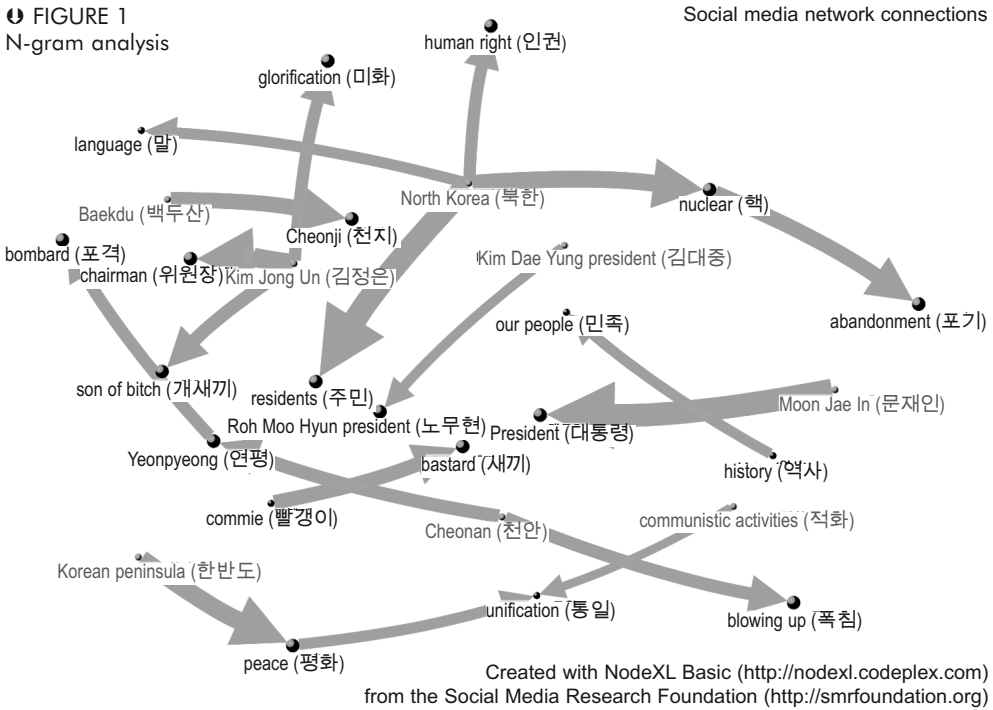 FIGURE 1
N-gram analysis
Social media network connections
human right (인권)
glorification (미화)
language (말)
North Korea (북한)
nuclear (핵)
Baekdu (백두산)
Cheonji (천지)
bombard (포격)
chairman (위원장)
Kim Jong Un (김정은)
Kim Dae Yung president (김대중)
our people (민족)
abandonment (포기)
son of bitch (개새끼)
residents (주민)
Roh Moo Hyun president (노무현)
President (대통령)
Moon Jae In (문재인)
Yeonpyeong (연평)
bastard (새끼)
history (역사)
commie (빨갱이)
Cheonan (천안)
communistic activities (적화)
Korean peninsula (한반도)
unification (통일)
blowing up (폭침)
peace (평화)
Created with NodeXL Basic (http://nodexl.codeplex.com)
from the Social Media Research Foundation (http://smrfoundation.org)